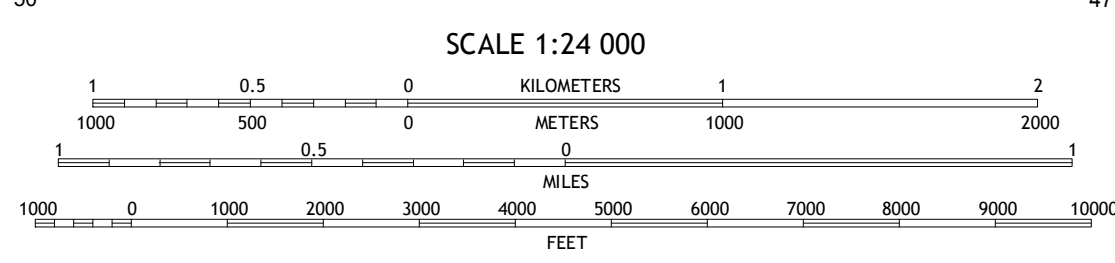 SCALE 1:24 000
1 0.5 0 KILOMETERS 1 2
1000 500 0 METERS 1000 2000
1 0.5 0 1
MILES
1000 0 1000 2000 3000 4000 5000 6000 7000 8000 9000 10000
FEET